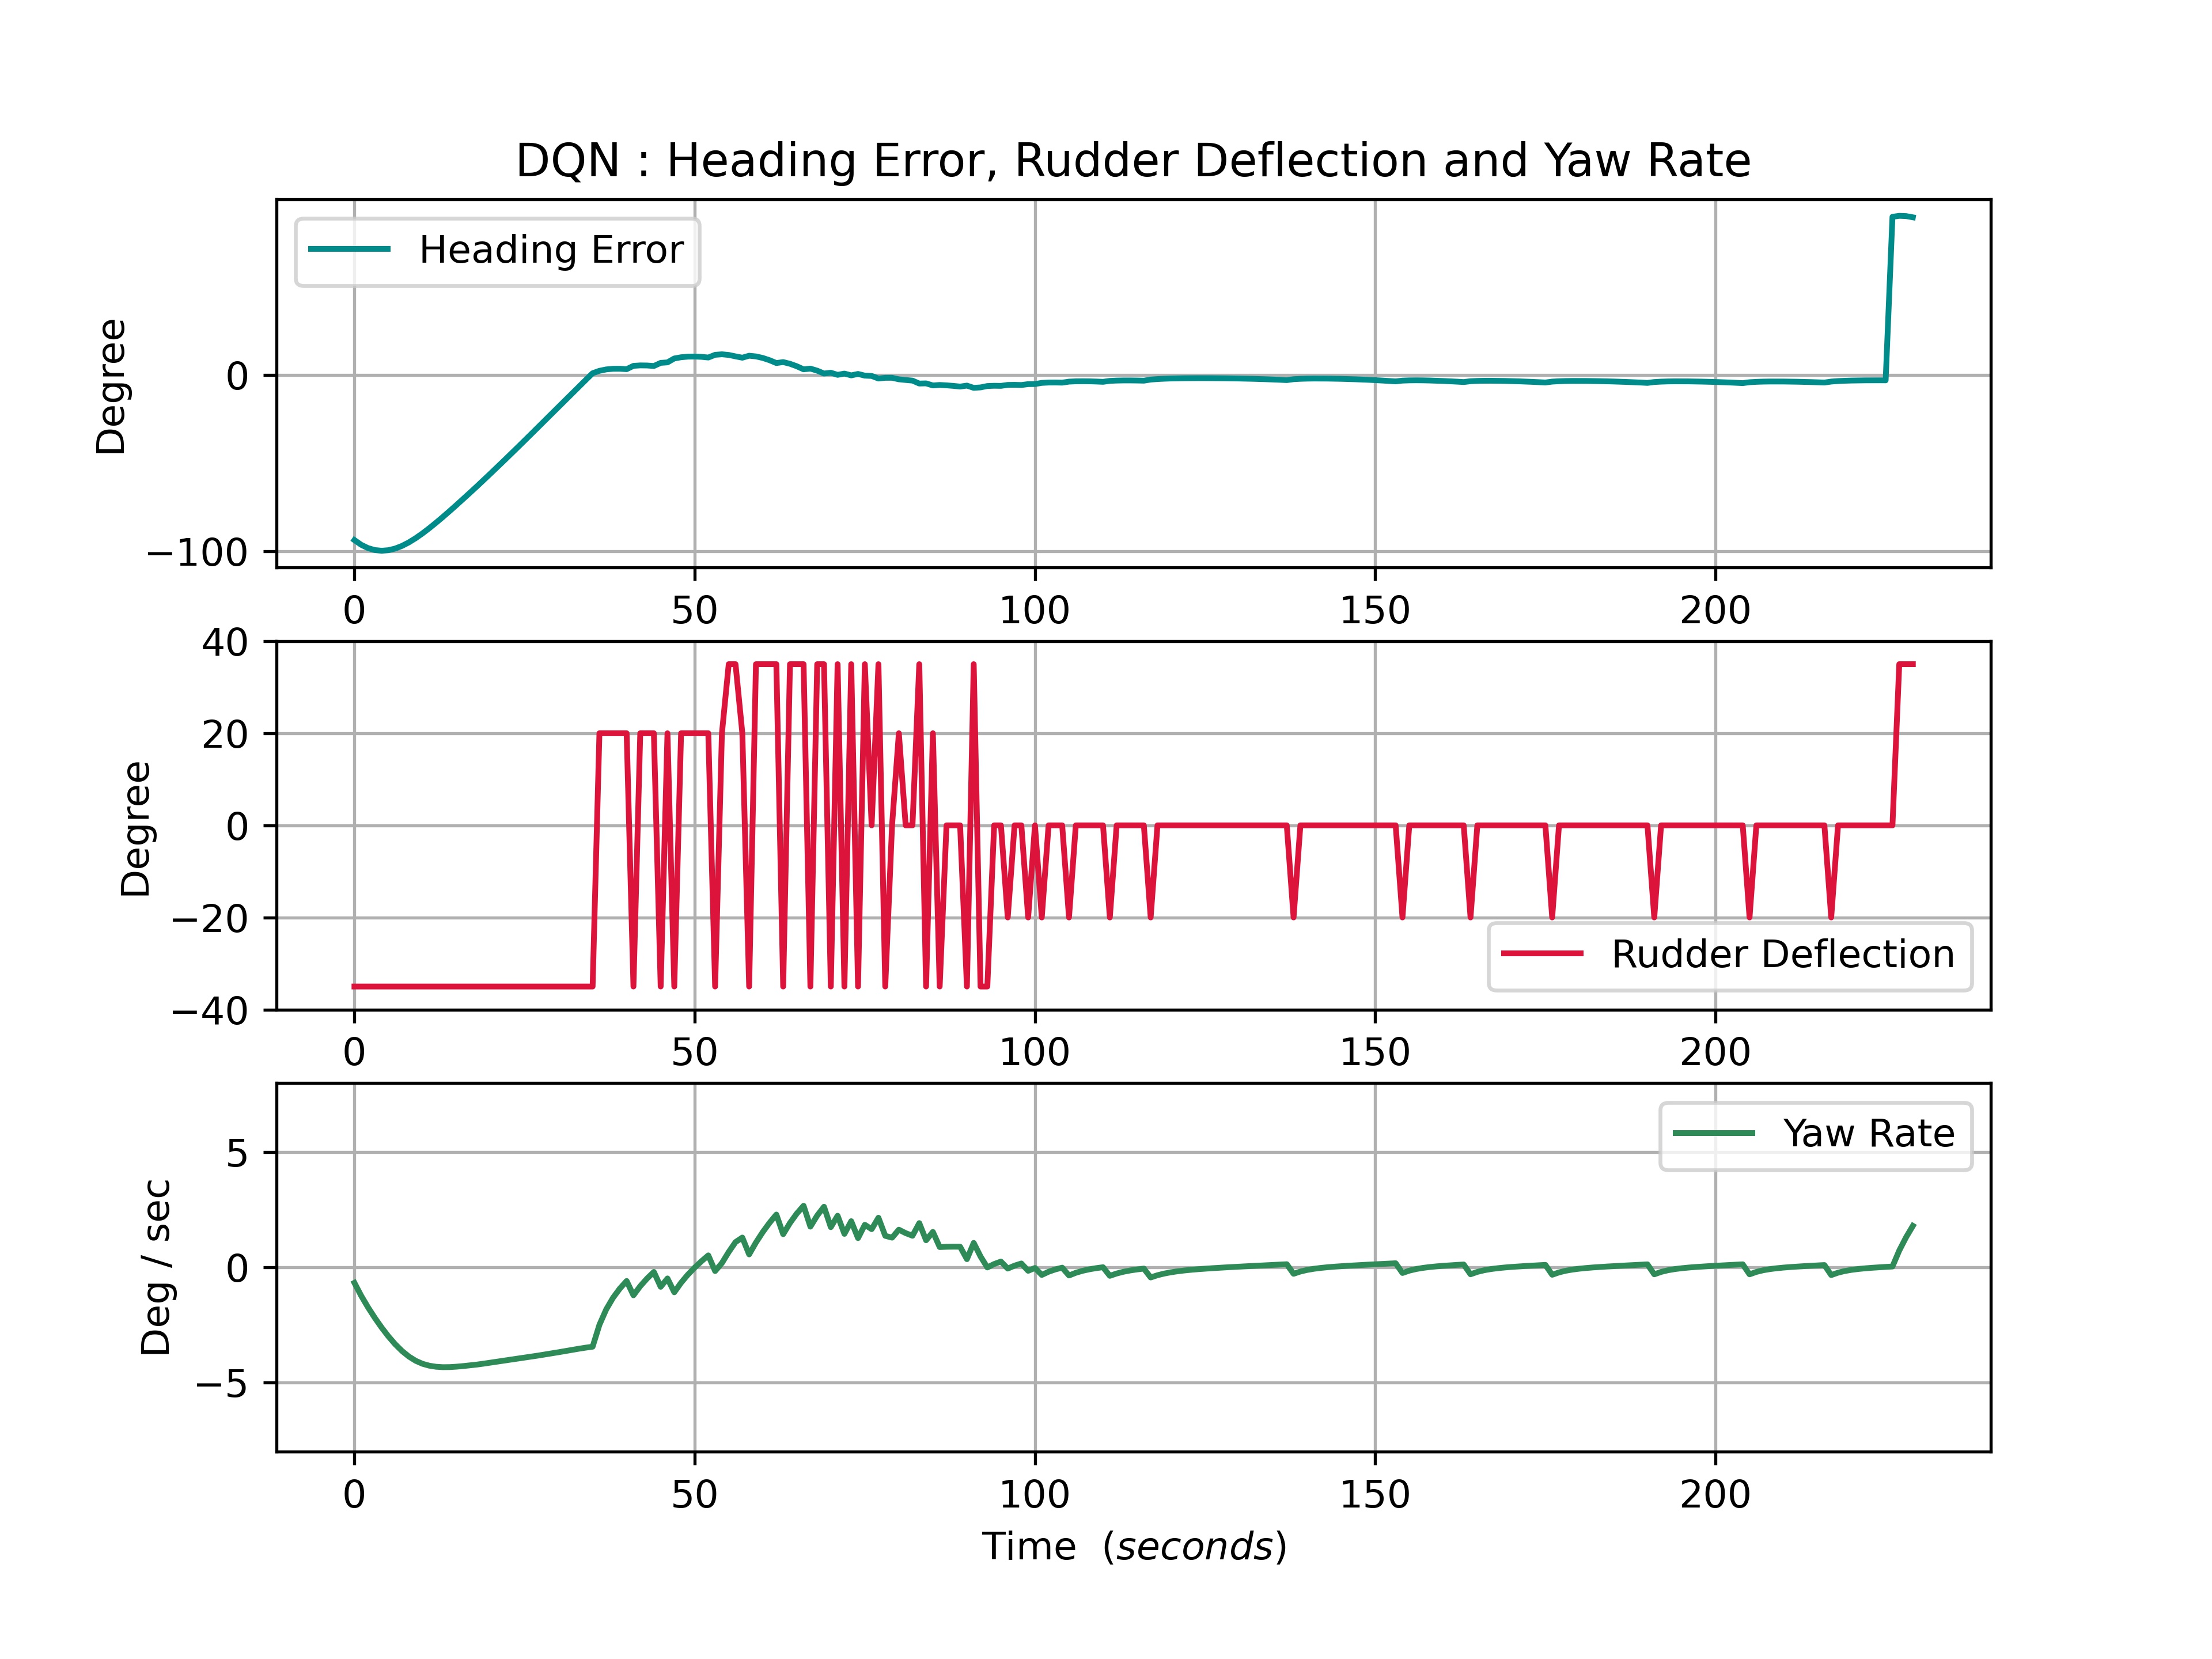 DQN : Heading Error, Rudder Deflection and Yaw Rate
Heading Error
Degree
0
−100
0 50 100 150 200
40
20
0
−20
−40
Degree
Rudder Deflection
0 50 100 150 200
Yaw Rate
5
0
−5
Deg / sec
0 50 100 150 200
Time (seconds)